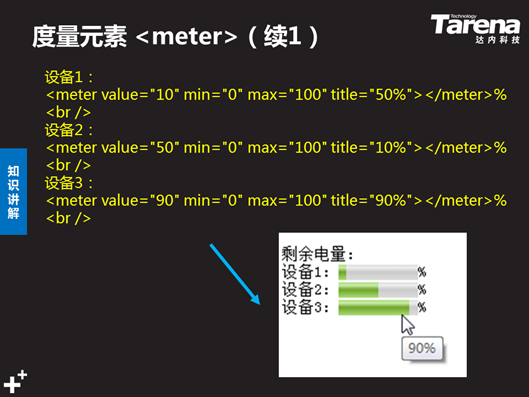 度量元素 <meter>（续1）
Technology
Tarena
达内科技
设备1：
<meter value="10" min="0" max="100" title="50%"></meter>%
<br />
设备2：
<meter value="50" min="0" max="100" title="10%"></meter>%
<br />
设备3：
<meter value="90" min="0" max="100" title="90%"></meter>%
<br />
知识讲解
剩余电量：
设备1： %
设备2： %
设备3： %
90%